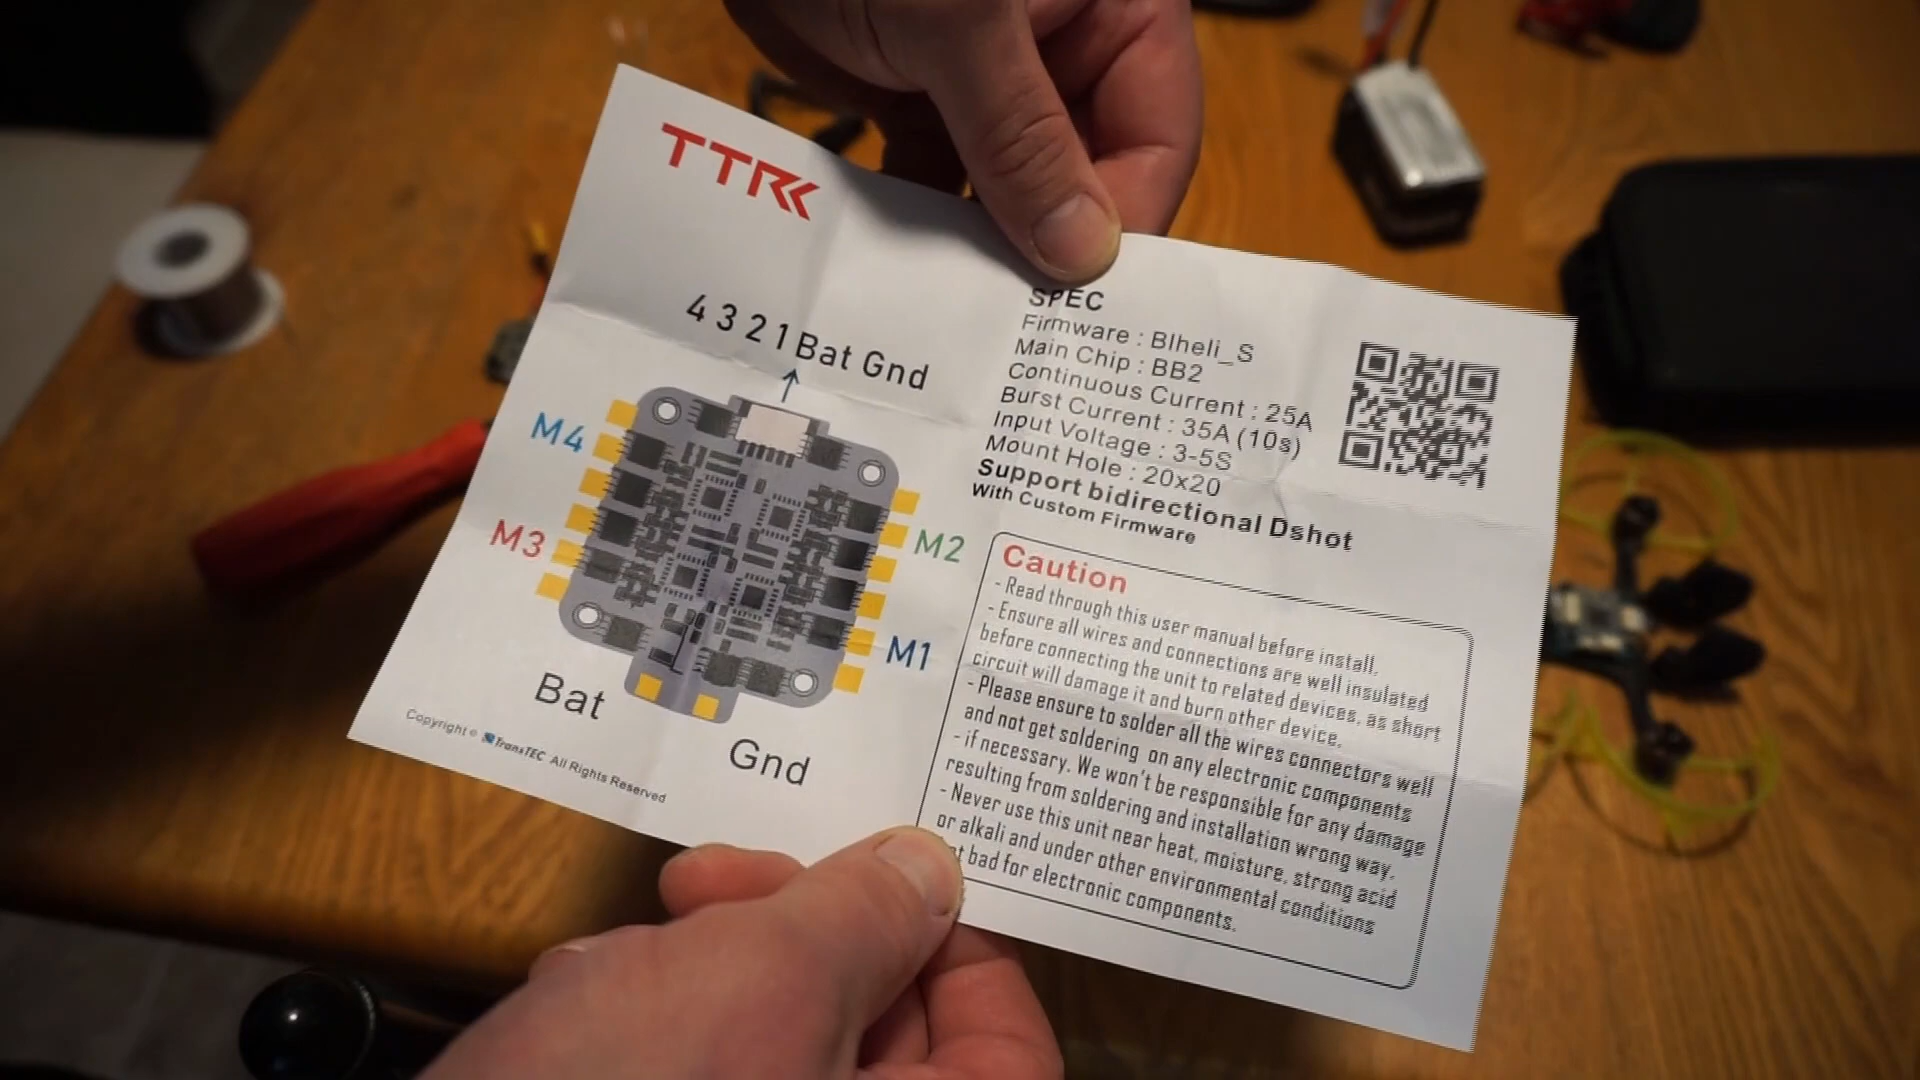 TTRK
4 3 2 1 Bat Gnd
M4
M3
M2
M1
Bat
Gnd
Copyright © TransTEC All Rights Reserved
SPEC
Firmware : Blheli_S
Main Chip : BB2
Continuous Current : 25A
Burst Current : 35A (10s)
Input Voltage : 3-5S
Mount Hole : 20x20
Support bidirectional Dshot
With Custom Firmware
Caution
- Read through this user manual before install,
- Ensure all wires and connections are well insulated
before connecting the unit to related devices, as short
circuit will damage it and burn other device.
- Please ensure to solder all the wires connectors well
and not get soldering on any electronic components
- if necessary. We won't be responsible for any damage
resulting from soldering and installation wrong way.
- Never use this unit near heat, moisture, strong acid
or alkali and under other environmental conditions
bad for electronic components.